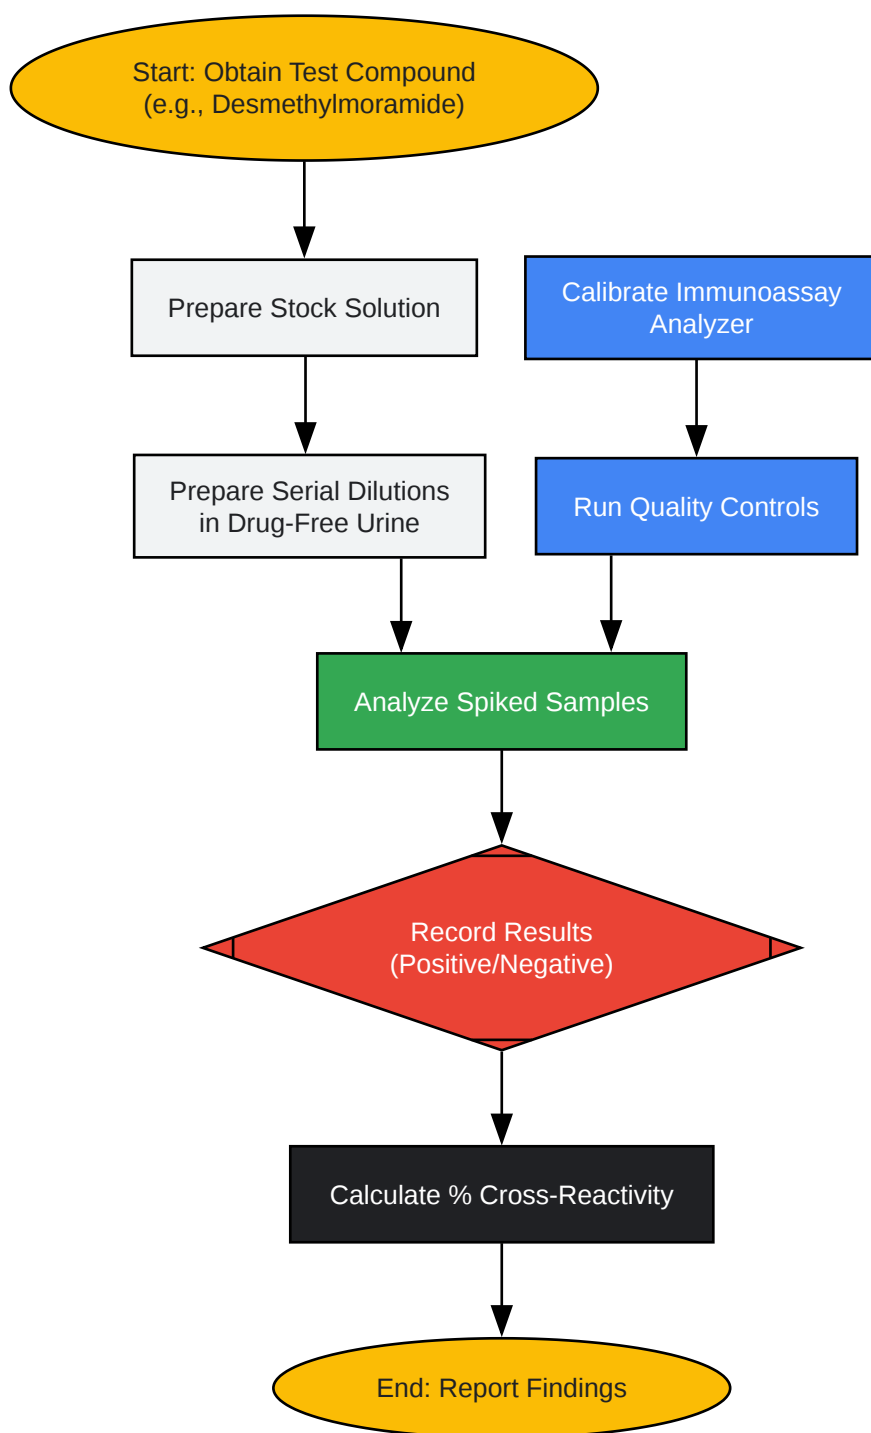 Start: Obtain Test Compound
(e.g., Desmethylmoramide)
Prepare Stock Solution
Calibrate Immunoassay
Analyzer
Prepare Serial Dilutions
in Drug-Free Urine
Run Quality Controls
Analyze Spiked Samples
Record Results
(Positive/Negative)
Calculate % Cross-Reactivity
End: Report Findings